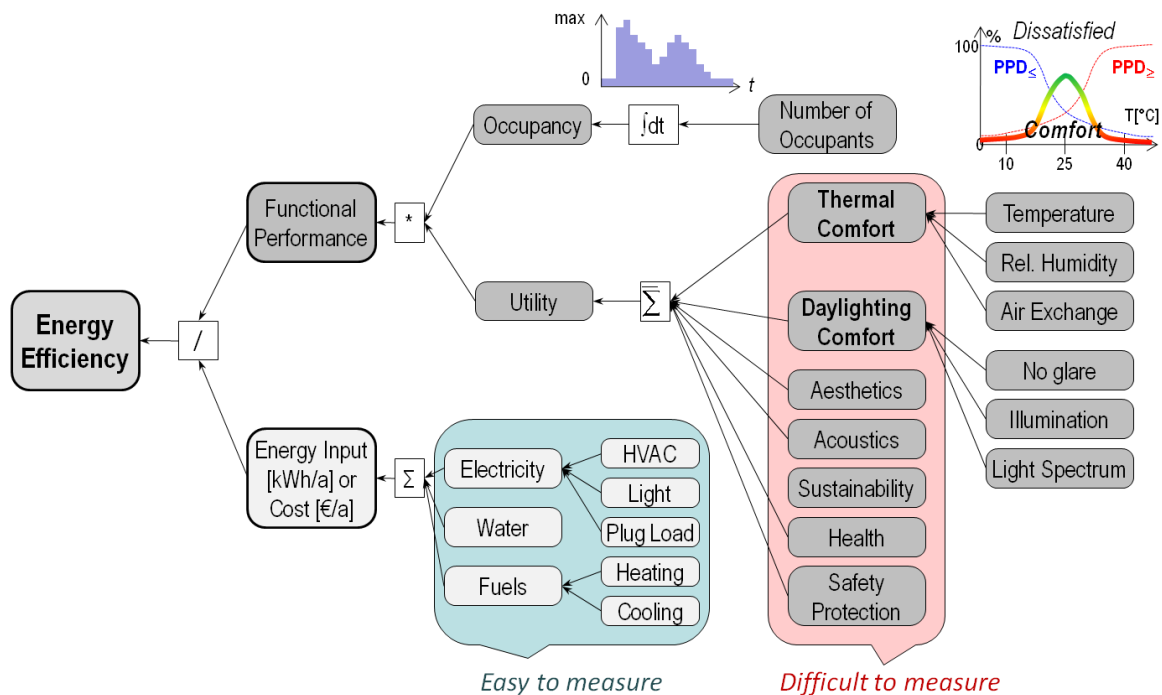 max
0
t
100
%
Dissatisfied
PPD≤
PPD≥
T[°C]
Comfort
0
10
25
40
Occupancy
∫dt
Number of
Occupants
Functional
Performance
*
Utility
∑
Thermal
Comfort
Temperature
Rel. Humidity
Air Exchange
Daylighting
Comfort
No glare
Illumination
Light Spectrum
Aesthetics
Acoustics
Sustainability
Health
Safety
Protection
Difficult to measure
Energy
Efficiency
/
Energy Input
[kWh/a] or
Cost [€/a]
Σ
Electricity
HVAC
Light
Plug Load
Water
Fuels
Heating
Cooling
Easy to measure